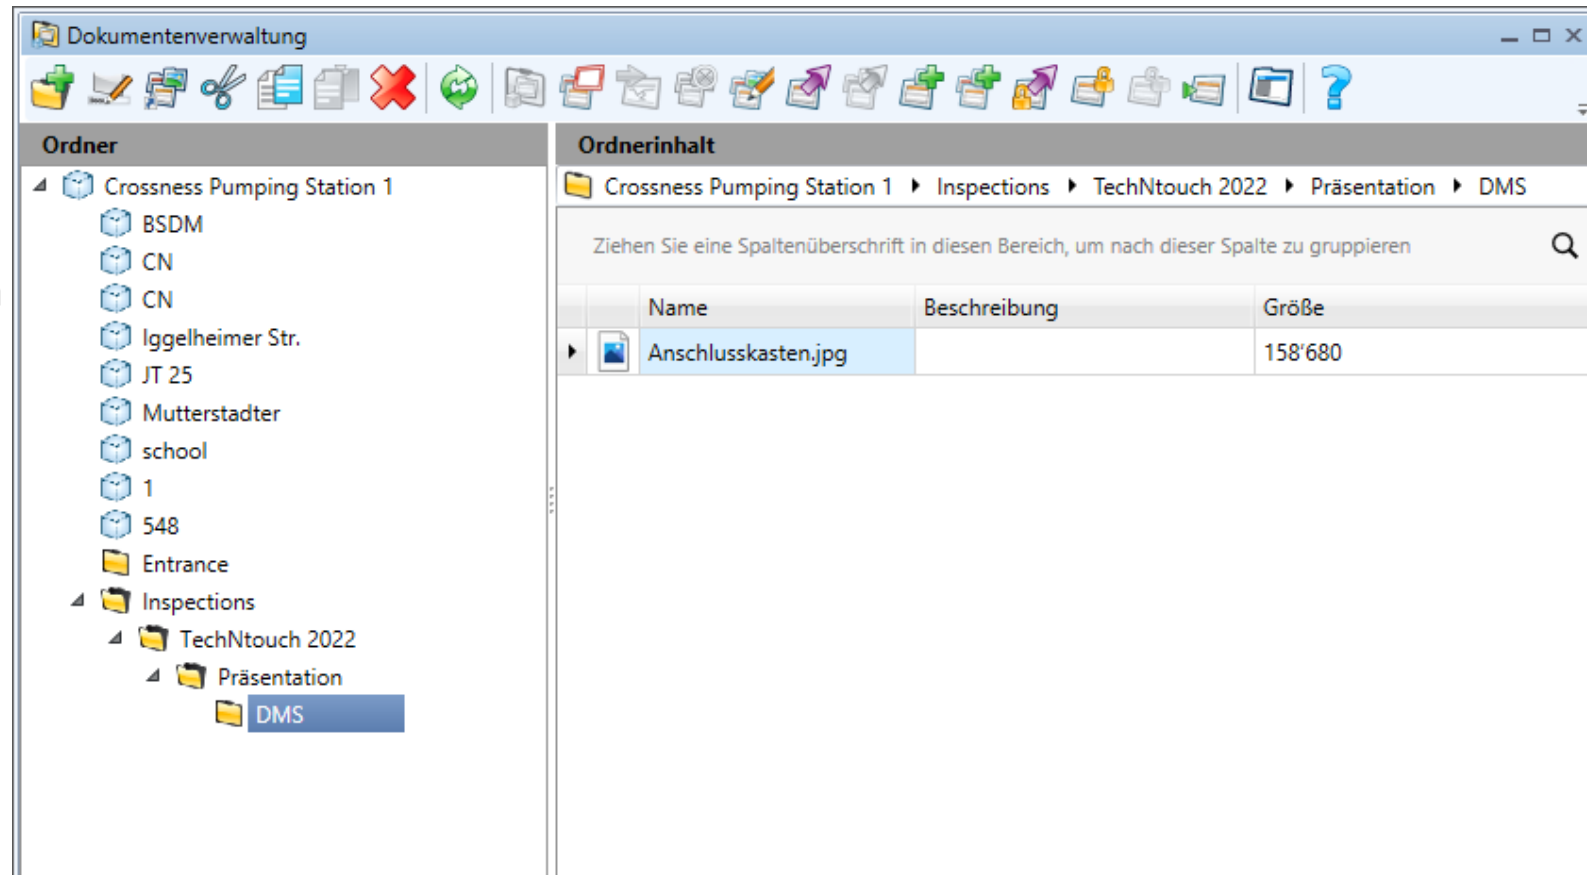 Dokumentenverwaltung
Ordner
Crossness Pumping Station 1
BSDM
CN
CN
Iggelheimer Str.
JT 25
Mutterstadter
school
1
548
Entrance
Inspections
TechNtouch 2022
Präsentation
DMS
Ordnerinhalt
Crossness Pumping Station 1 Inspections TechNtouch 2022 Präsentation DMS
Ziehen Sie eine Spaltenüberschrift in diesen Bereich, um nach dieser Spalte zu gruppieren
Name Beschreibung Größe
Anschlusskasten.jpg 158'680